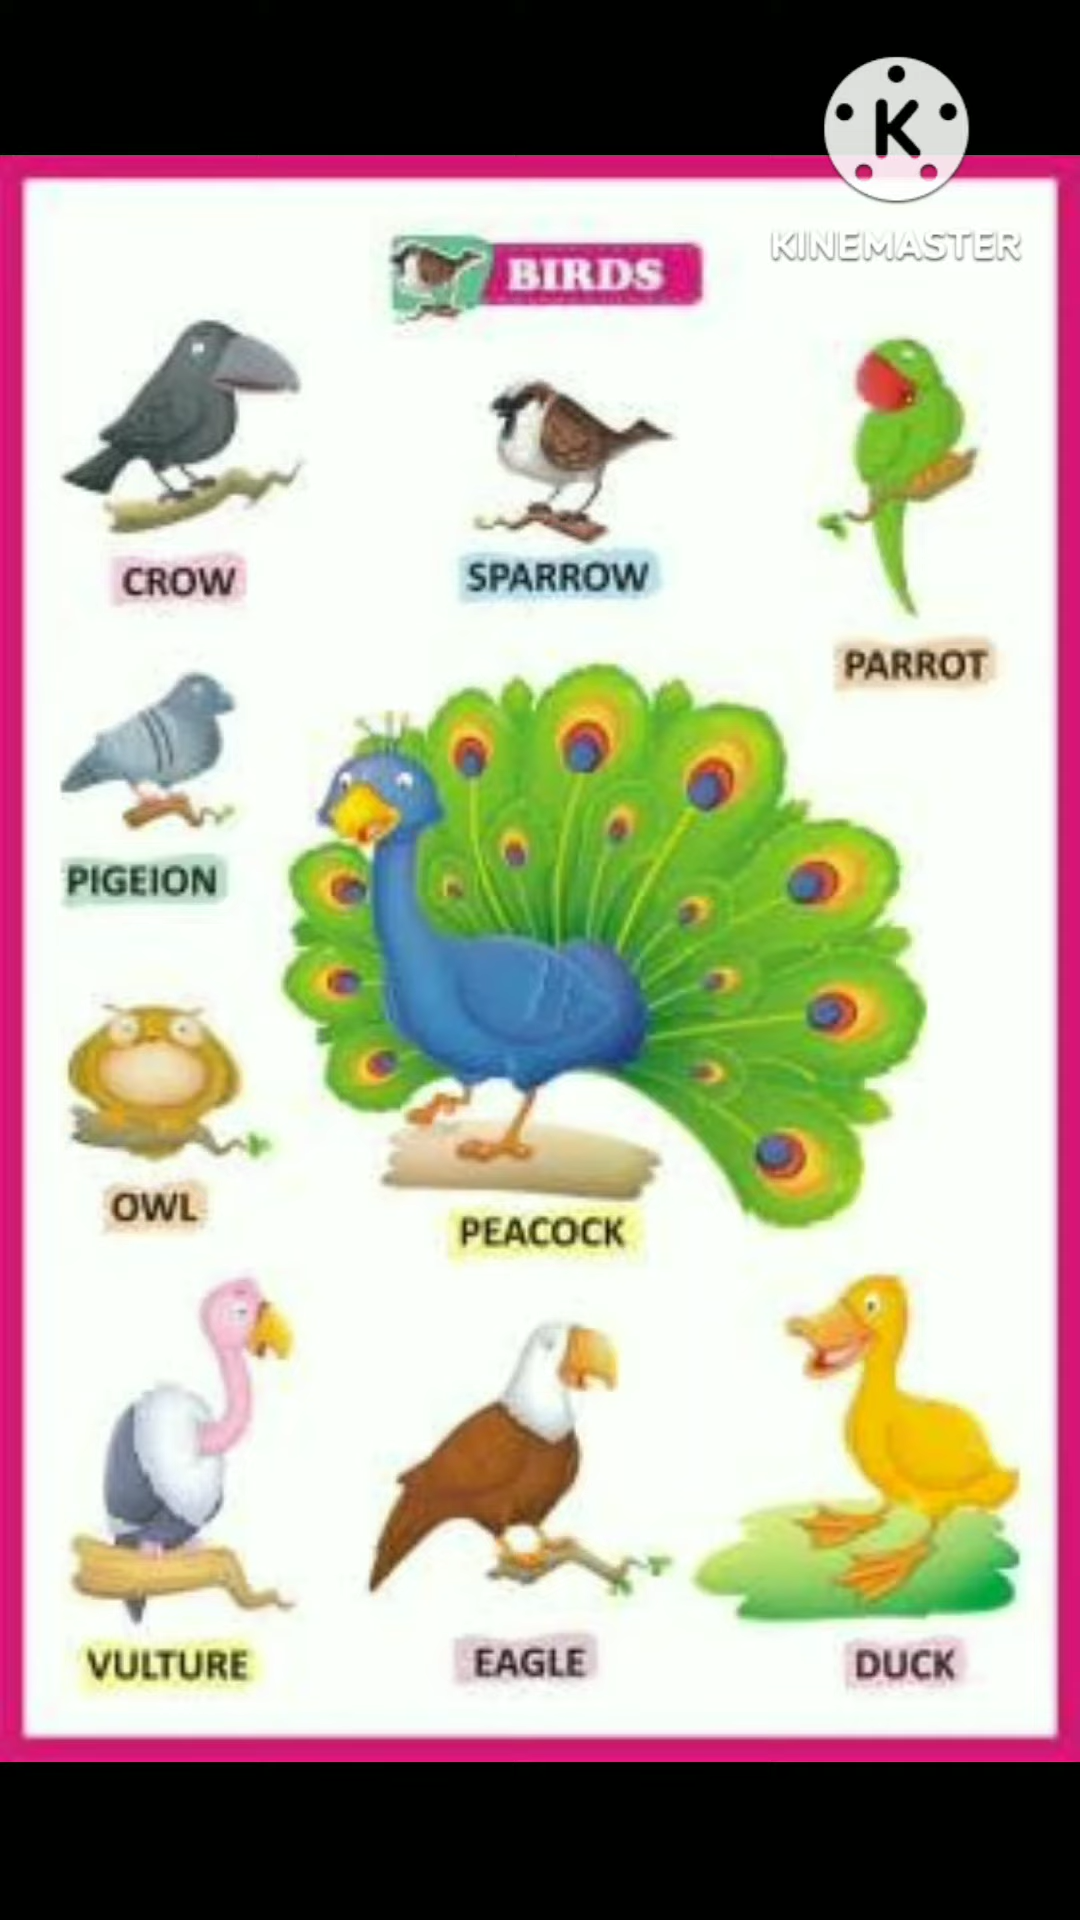 K
KINEMASTER
BIRDS
CROW
SPARROW
PARROT
PIGEION
OWL
PEACOCK
VULTURE
EAGLE
DUCK